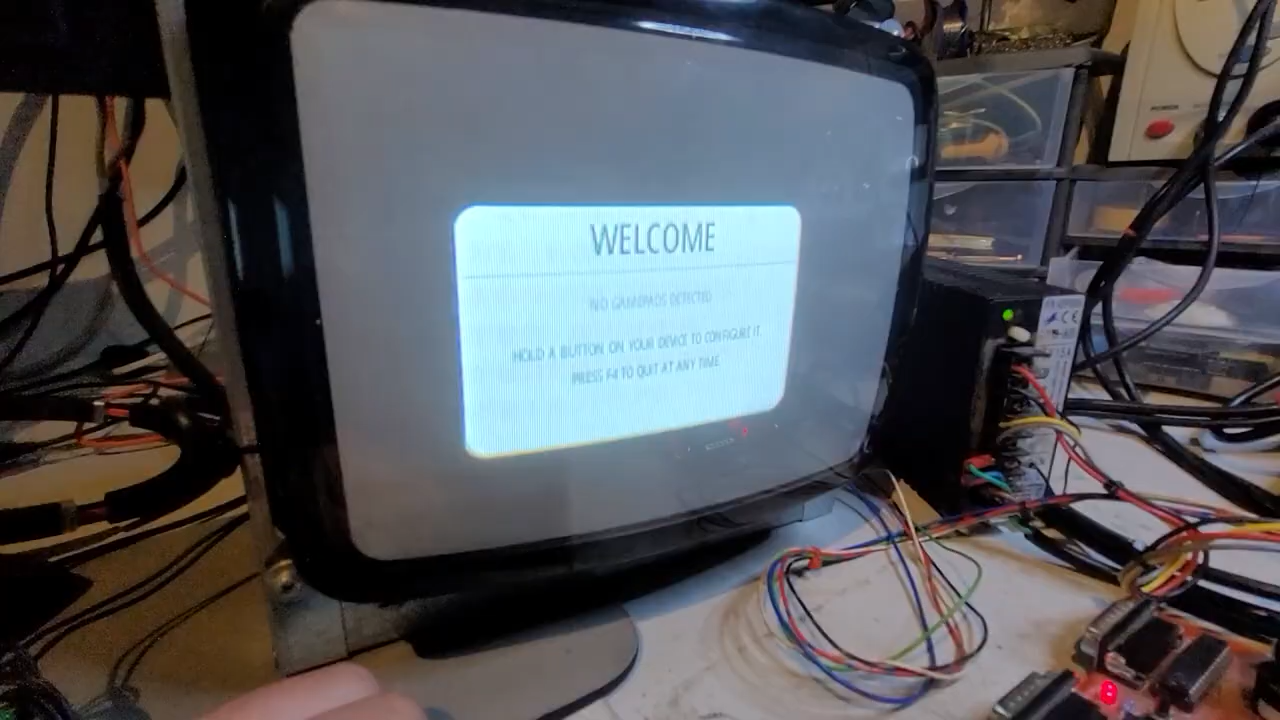 WELCOME
NO GAMEPADS DETECTED
HOLD A BUTTON ON YOUR DEVICE TO CONFIGURE IT.
PRESS F4 TO QUIT AT ANY TIME.
CE